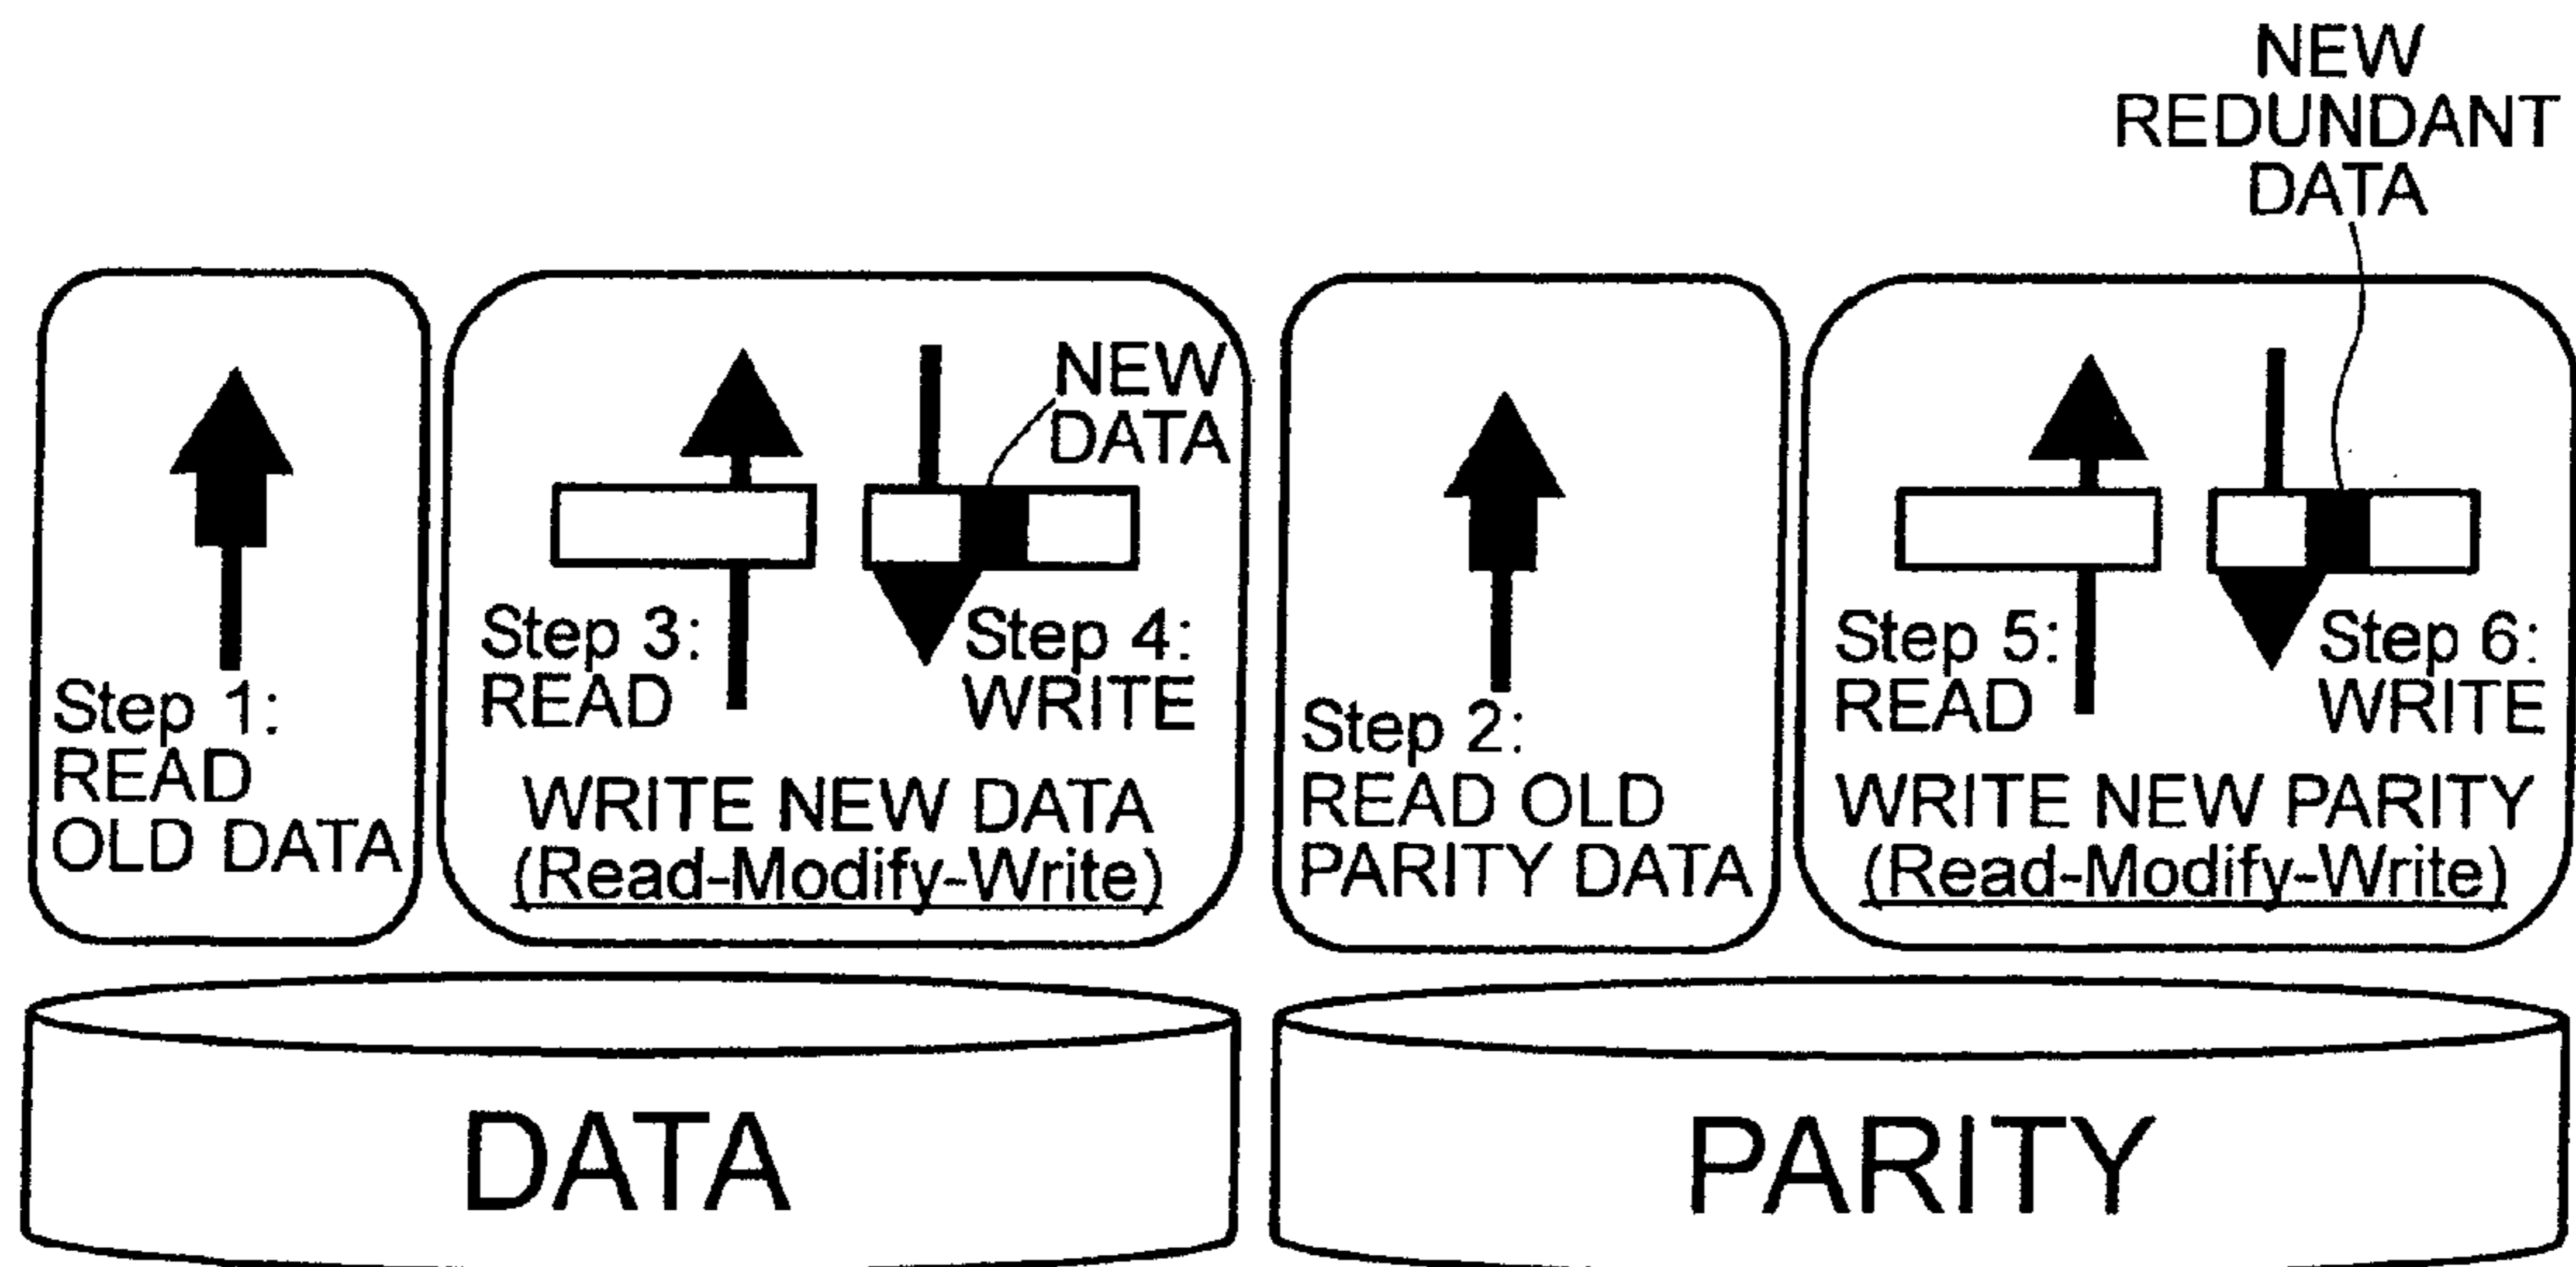 NEW
REDUNDANT
DATA
Step 1:
READ
OLD DATA
NEW
DATA
Step 3:
READ
Step 4:
WRITE
WRITE NEW DATA
(Read-Modify-Write)
Step 2:
READ OLD
PARITY DATA
Step 5:
READ
Step 6:
WRITE
WRITE NEW PARITY
(Read-Modify-Write)
DATA
PARITY